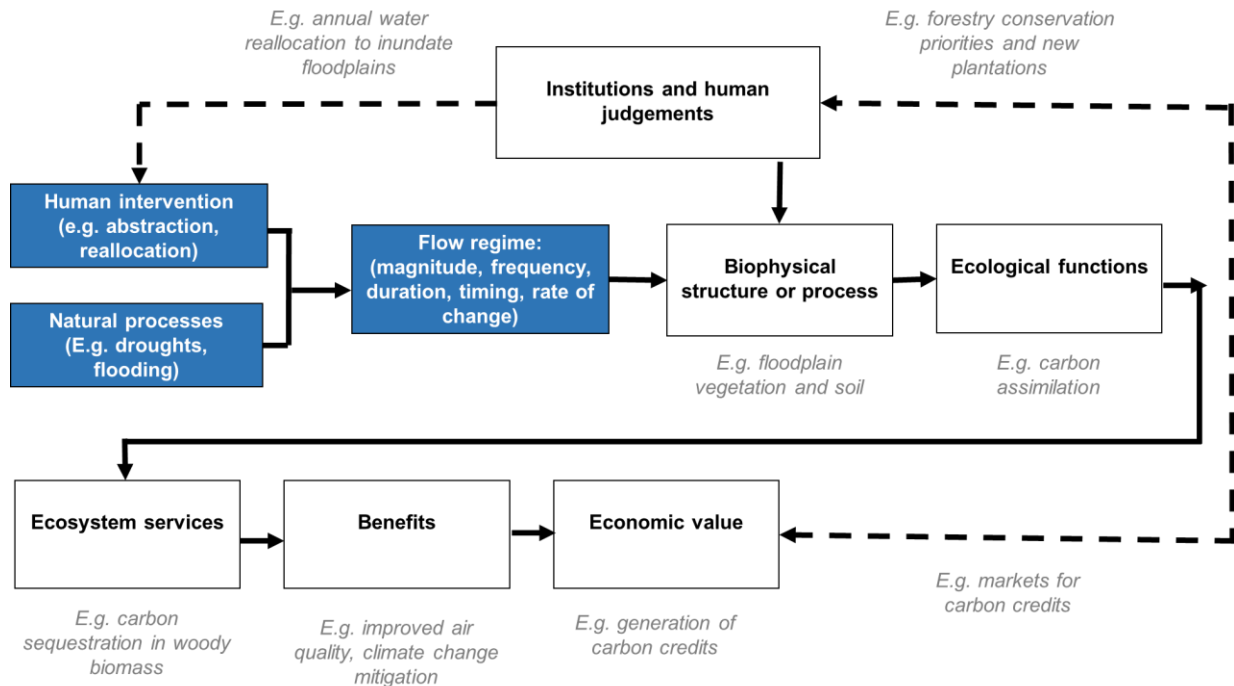 E.g. annual water
reallocation to inundate
floodplains
E.g. forestry conservation
priorities and new
plantations
Institutions and human
judgements
Human intervention
(e.g. abstraction,
reallocation)
Natural processes
(E.g. droughts,
flooding)
Flow regime:
(magnitude, frequency,
duration, timing, rate of
change)
Biophysical
structure or process
Ecological functions
E.g. floodplain
vegetation and soil
E.g. carbon
assimilation
Ecosystem services
Benefits
Economic value
E.g. carbon
sequestration in woody
biomass
E.g. improved air
quality, climate change
mitigation
E.g. generation of
carbon credits
E.g. markets for
carbon credits